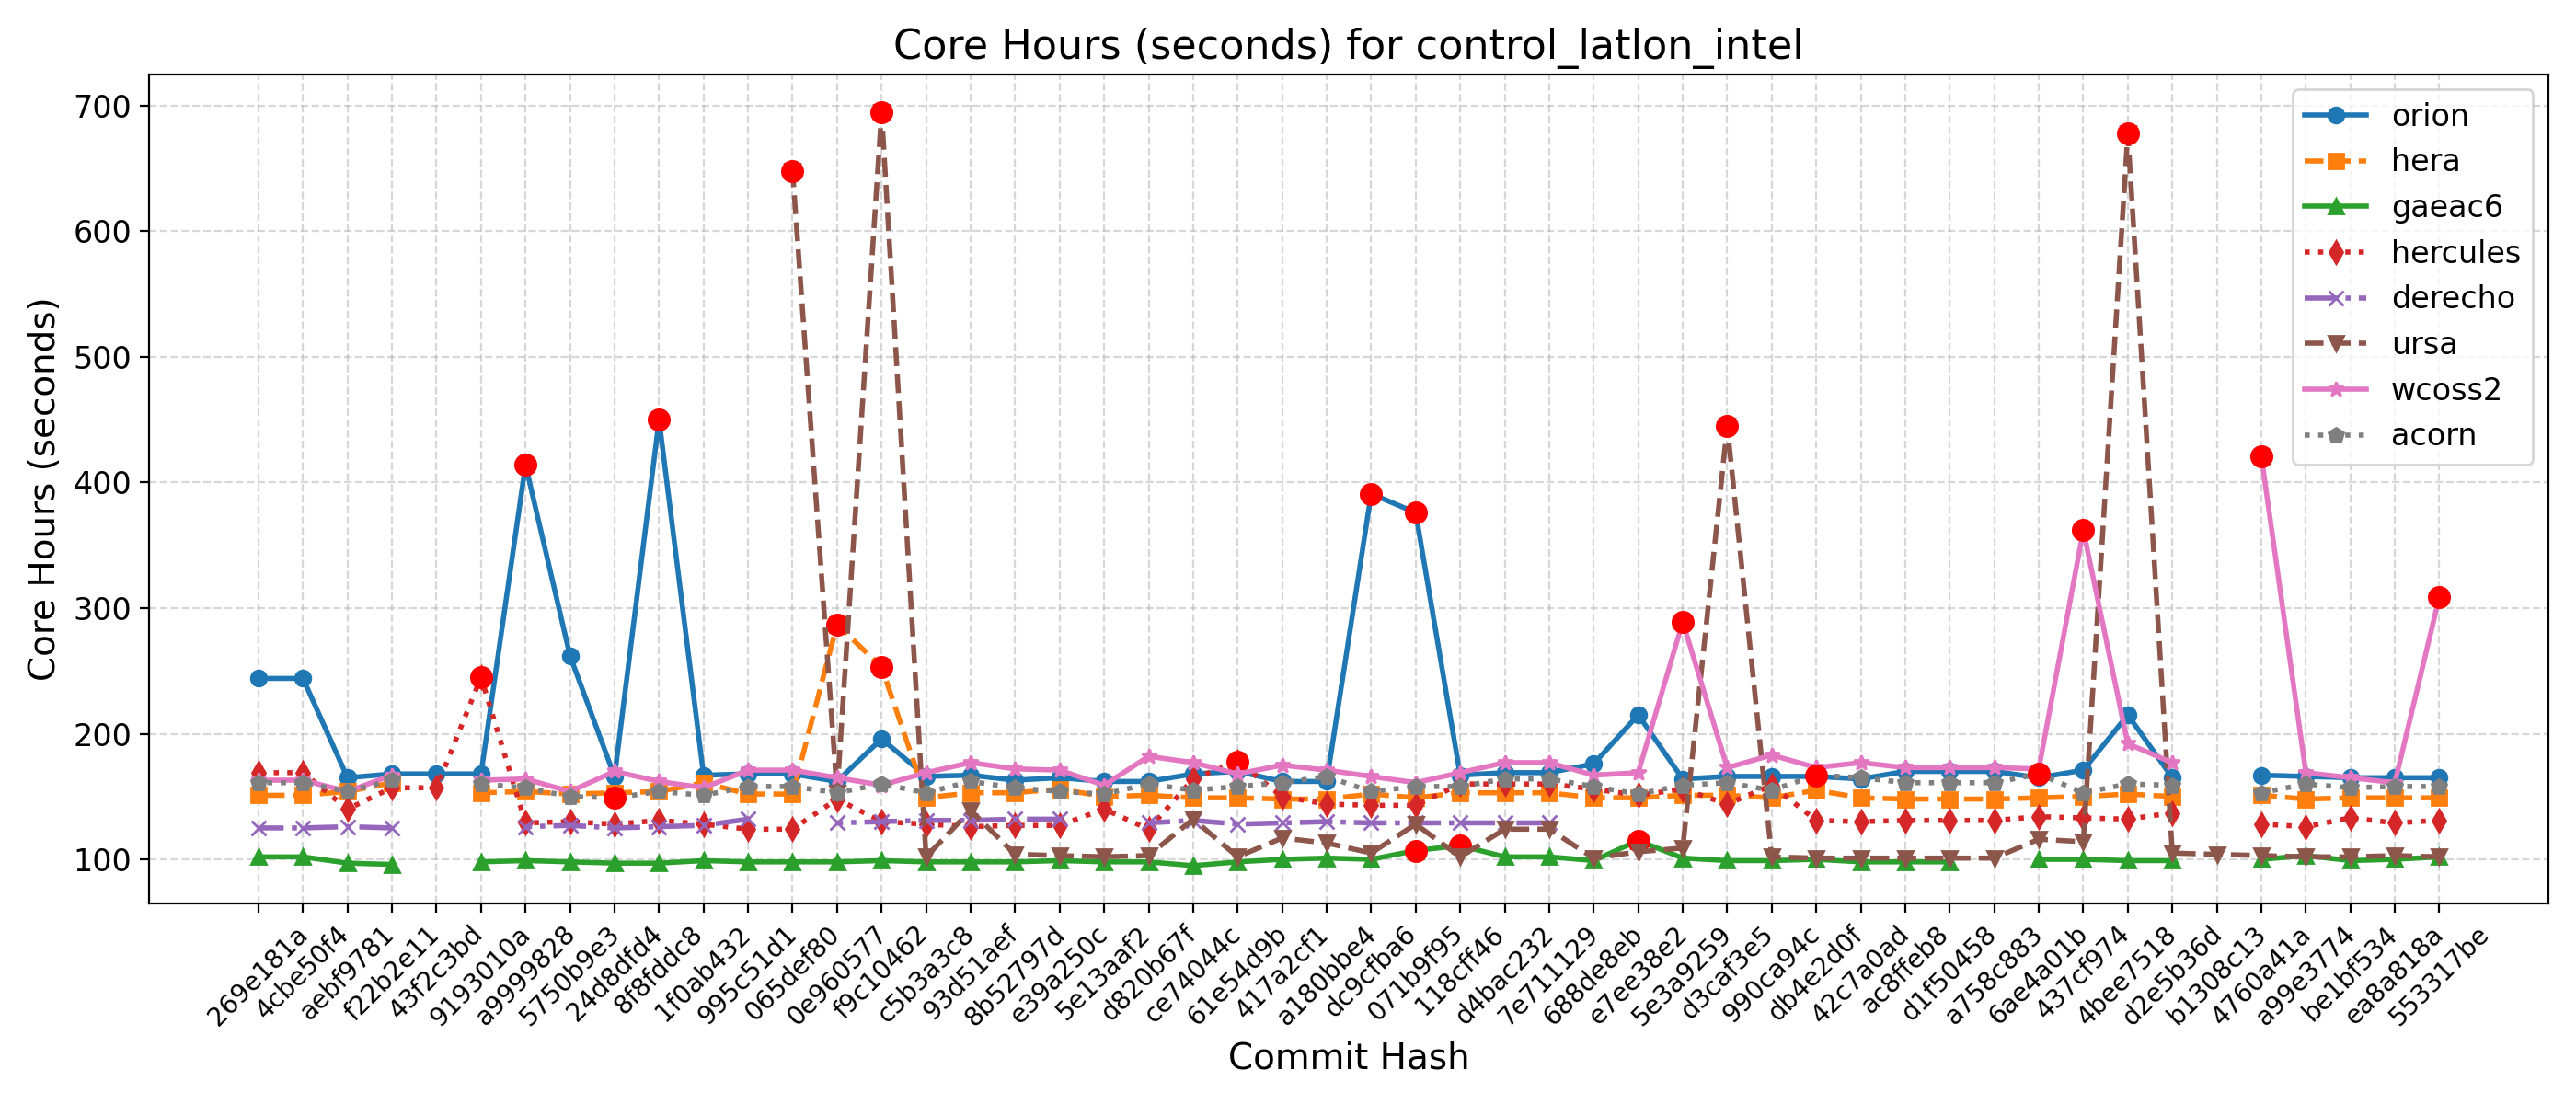 Core Hours (seconds) for control_latlon_intel
Core Hours (seconds)
700
600
500
400
300
200
100
orion
hera
gaeac6
hercules
derecho
ursa
wcoss2
acorn
269e181a
4cbe50f4
aebf9781
f22b2e11
43f2c3bd
9193010a
a9999828
5750b9e3
24d8dfd4
8f8fddc8
1f0ab432
995c51d1
065def80
0e960577
f9c10462
c5b3a3c8
93d51aef
8b52797d
e39a250c
5e13aaf2
d820b67f
ce74044c
61e54d9b
417a2cf1
a180bbe4
dc9cfba6
071b9f95
118cff46
d4bac232
7e711129
688de8eb
e7ee38e2
5e3a9259
d3caf3e5
990ca94c
db4e2d0f
42c7a0ad
ac8ffeb8
d1f50458
a758c883
6ae4a01b
437cf974
4bee7518
d2e5b36d
b1308c13
4760a41a
a99e3774
be1bf534
ea8a818a
553317be
Commit Hash